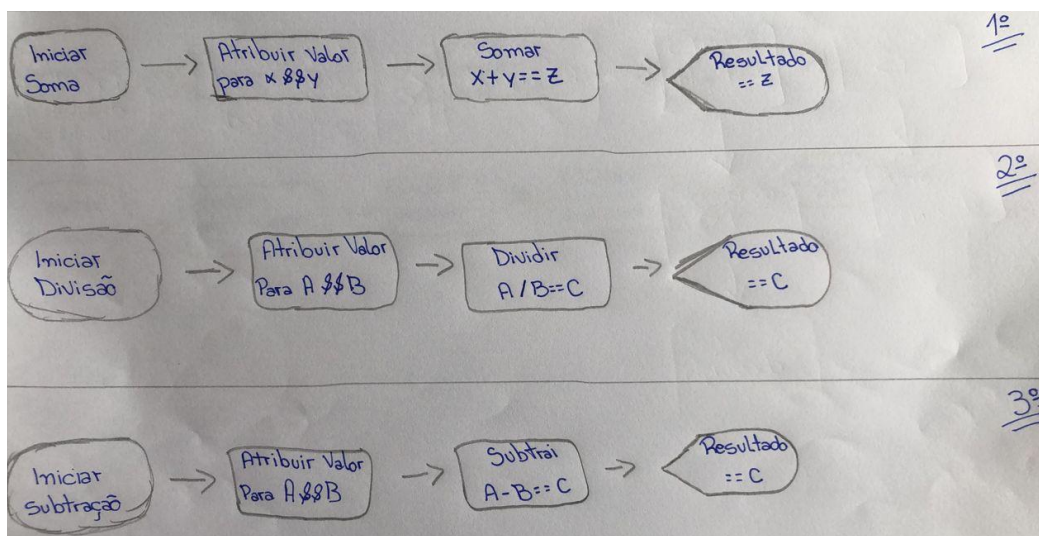 1º
Iniciar
Soma
Atribuir Valor
para x $$y
Somar
X+y==Z
Resultado
== Z
2º
Iniciar
Divisão
Atribuir Valor
Para A $$B
Dividir
A/B==C
Resultado
==C
3º
Iniciar
Subtração
Atribuir Valor
Para A $$B
Subtrai
A-B==C
Resultado
==C